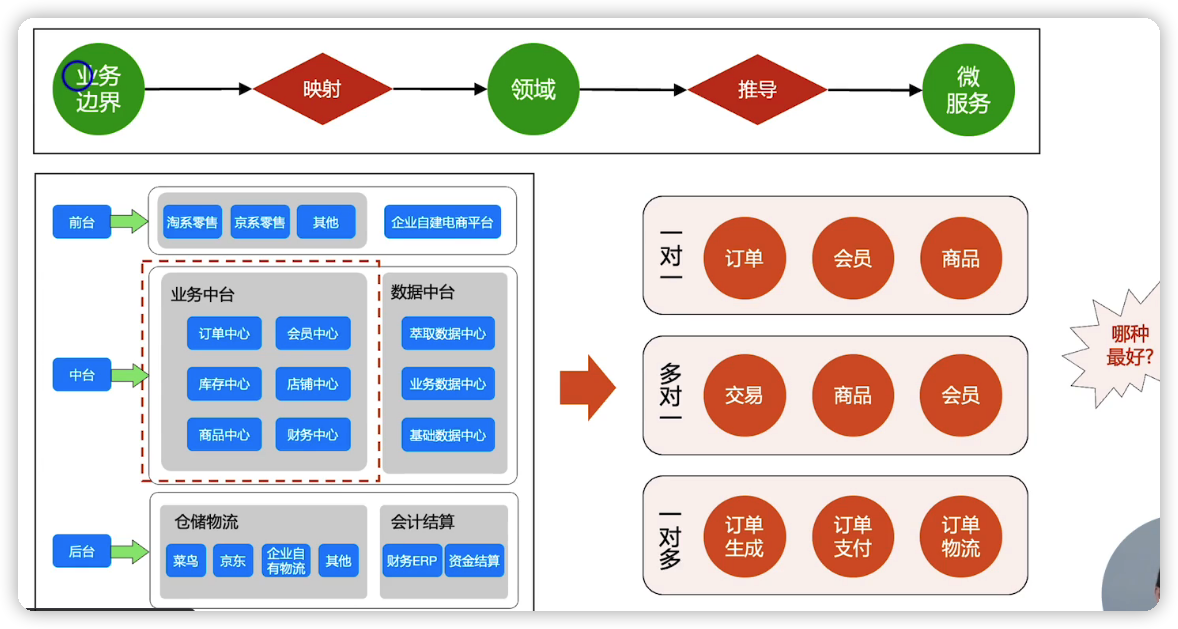 业务
边界
映射
领域
推导
微
服务
前台
淘系零售
京系零售
其他
企业自建电商平台
中台
业务中台
订单中心
会员中心
库存中心
店铺中心
商品中心
财务中心
数据中台
萃取数据中心
业务数据中心
基础数据中心
后台
仓储物流
菜鸟
京东
企业自
有物流
其他
会计结算
财务ERP
资金结算
一对一
订单
会员
商品
多对一
交易
商品
会员
一对多
订单
生成
订单
支付
订单
物流
哪种
最好?